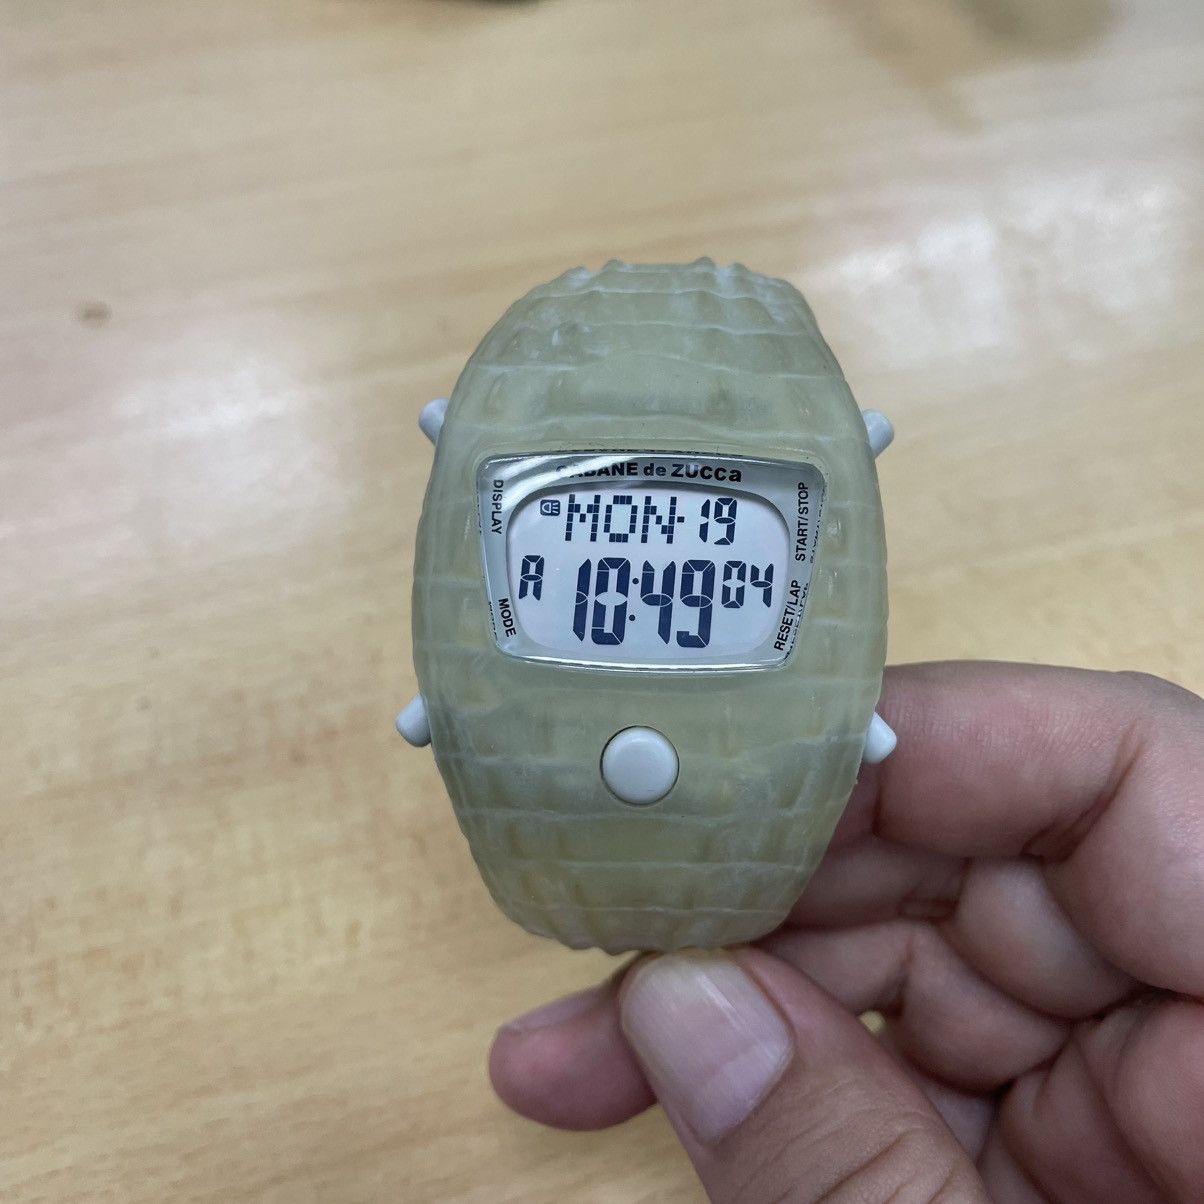 CABANE de ZUCCa
DISPLAY
START/STOP
MON-19
A 10:49 04
MODE
RESET/LAP